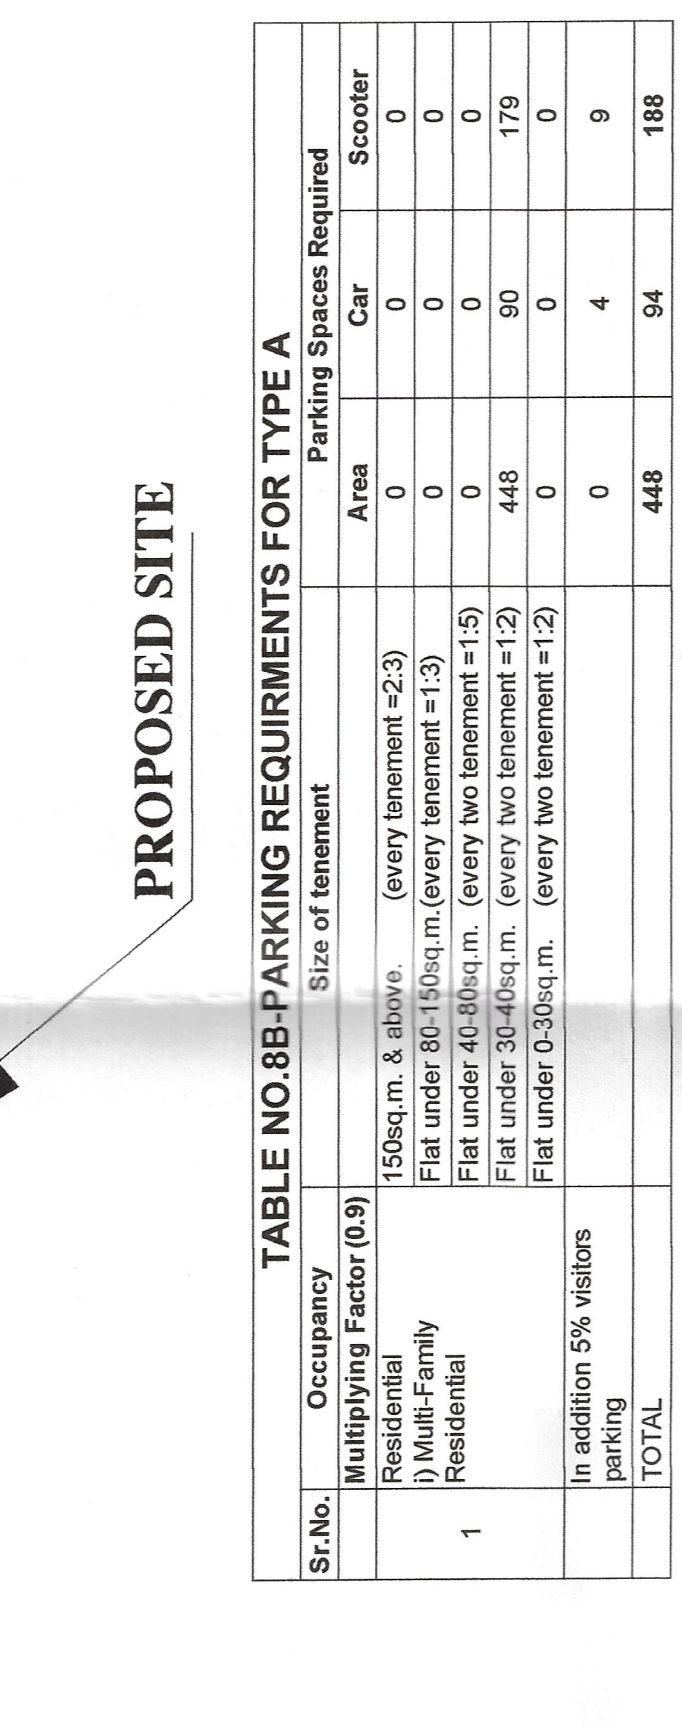 PROPOSED SITE
TABLE NO.8B-PARKING REQUIRMENTS FOR TYPE A
Sr.No. Occupancy Size of tenement Parking Spaces Required
Multiplying Factor (0.9) Area Car Scooter
1 Residential 150sq.m. & above. (every tenement =2:3) 0 0 0
i) Multi-Family Flat under 80-150sq.m.(every tenement =1:3) 0 0 0
Residential Flat under 40-80sq.m. (every two tenement =1:5) 0 0 0
Flat under 30-40sq.m. (every two tenement =1:2) 448 90 179
Flat under 0-30sq.m. (every two tenement =1:2) 0 0 0
In addition 5% visitors 0 4 9
parking
TOTAL 448 94 188